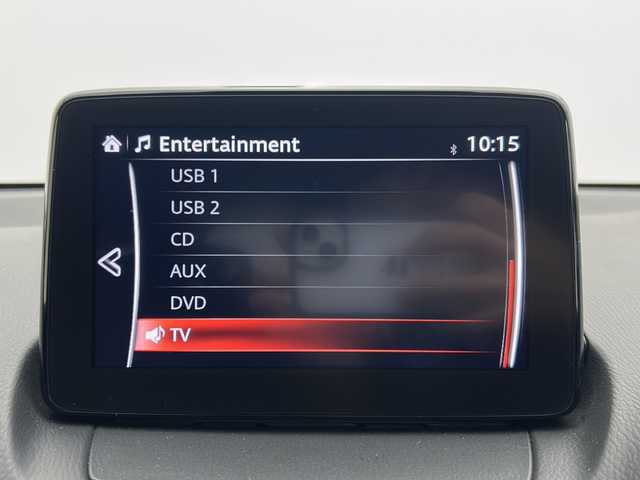 Entertainment
10:15
USB 1
USB 2
CD
AUX
DVD
TV